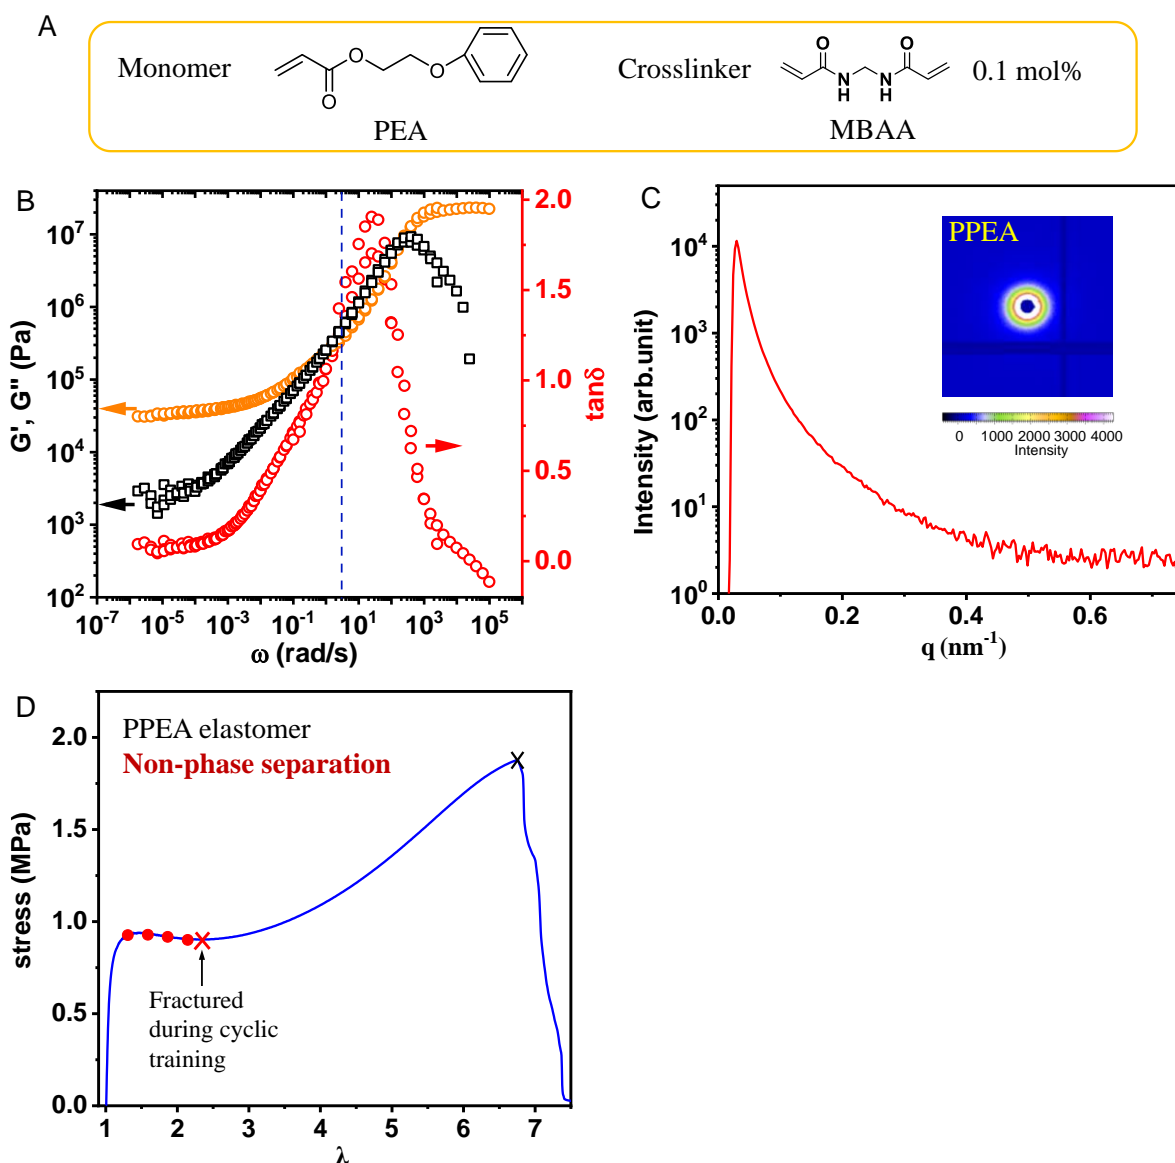 A
Monomer
O
O
O
PEA
Crosslinker
O
O
N
H
N
H
0.1 mol%
MBAA
B
G', G" (Pa)
10⁷
10⁶
10⁵
10⁴
10³
10²
10⁻⁷ 10⁻⁵ 10⁻³ 10⁻¹ 10¹ 10³ 10⁵
ω (rad/s)
2.0
1.5
1.0
0.5
0.0
tanδ
C
Intensity (arb.unit)
10⁴
10³
10²
10¹
10⁰
0.0 0.2 0.4 0.6
q (nm⁻¹)
PPEA
0 1000 2000 3000 4000
Intensity
D
PPEA elastomer
Non-phase separation
stress (MPa)
2.0
1.5
1.0
0.5
0.0
Fractured
during cyclic
training
1 2 3 4 5 6 7
λ